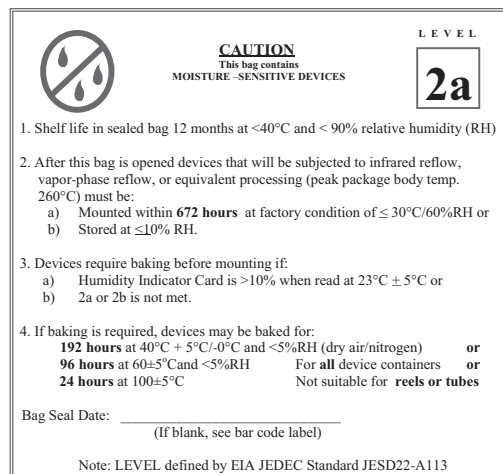 LEVEL
CAUTION
This bag contains
MOISTURE –SENSITIVE DEVICES
2a
1. Shelf life in sealed bag 12 months at <40°C and < 90% relative humidity (RH)
2. After this bag is opened devices that will be subjected to infrared reflow,
vapor-phase reflow, or equivalent processing (peak package body temp.
260°C) must be:
a) Mounted within 672 hours at factory condition of ≤ 30°C/60%RH or
b) Stored at ≤10% RH.
3. Devices require baking before mounting if:
a) Humidity Indicator Card is >10% when read at 23°C ± 5°C or
b) 2a or 2b is not met.
4. If baking is required, devices may be baked for:
192 hours at 40°C + 5°C/-0°C and <5%RH (dry air/nitrogen) or
96 hours at 60±5°Cand <5%RH For all device containers or
24 hours at 100±5°C Not suitable for reels or tubes
Bag Seal Date: ______________________________
(If blank, see bar code label)
Note: LEVEL defined by EIA JEDEC Standard JESD22-A113